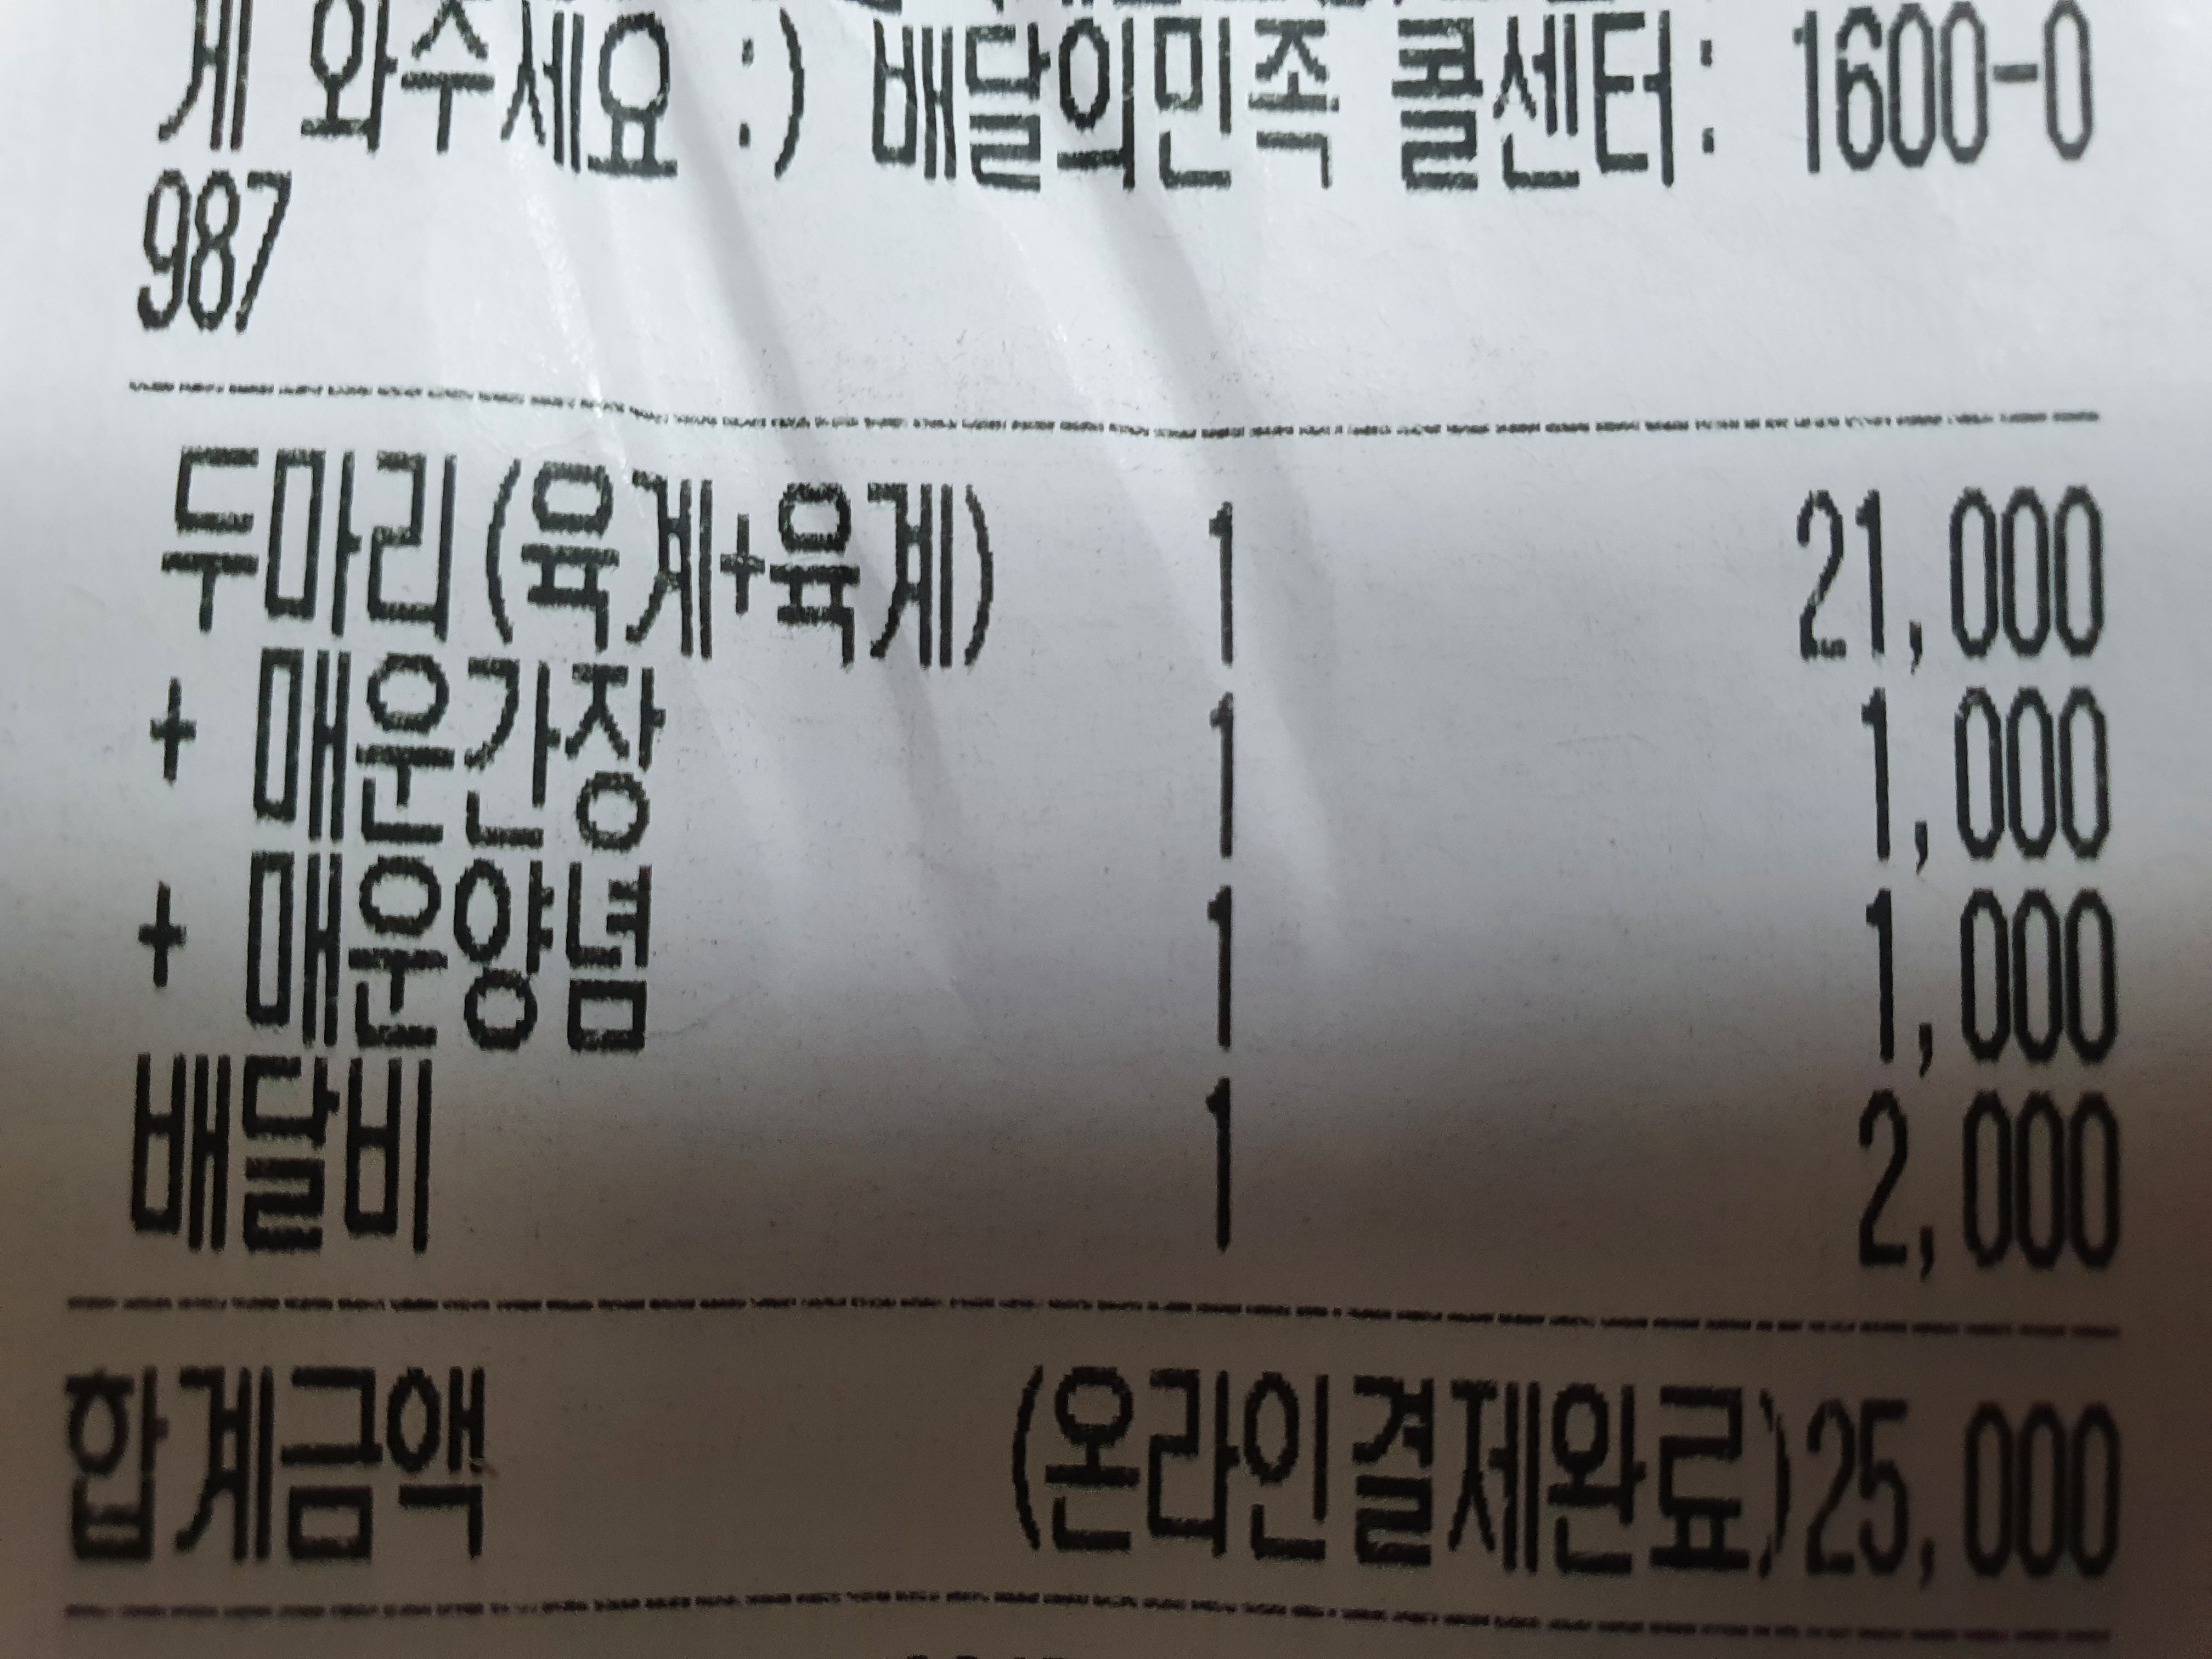 게 와주세요 :) 배달의민족 콜센터: 1600-0
987
두마리(육계+육계) 1 21,000
+ 매운간장 1 1,000
+ 매운양념 1 1,000
배달비 1 2,000
합계금액 (온라인결제완료)25,000